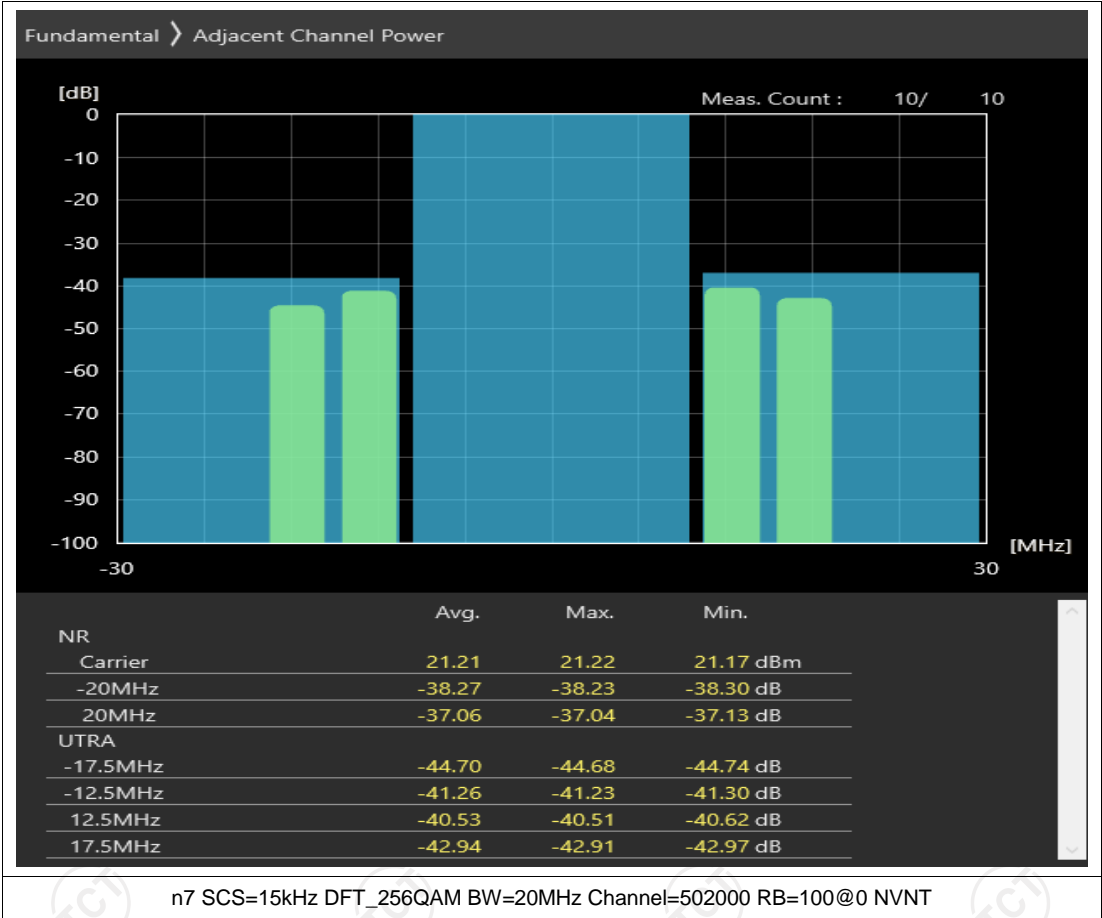 Fundamental ❯ Adjacent Channel Power
[dB]
Meas. Count : 10/ 10
0
-10
-20
-30
-40
-50
-60
-70
-80
-90
-100
[MHz]
-30 30
Avg. Max. Min.
NR
Carrier 21.21 21.22 21.17 dBm
-20MHz -38.27 -38.23 -38.30 dB
20MHz -37.06 -37.04 -37.13 dB
UTRA
-17.5MHz -44.70 -44.68 -44.74 dB
-12.5MHz -41.26 -41.23 -41.30 dB
12.5MHz -40.53 -40.51 -40.62 dB
17.5MHz -42.94 -42.91 -42.97 dB
n7 SCS=15kHz DFT_256QAM BW=20MHz Channel=502000 RB=100@0 NVNT
TCT TCT TCT TCT